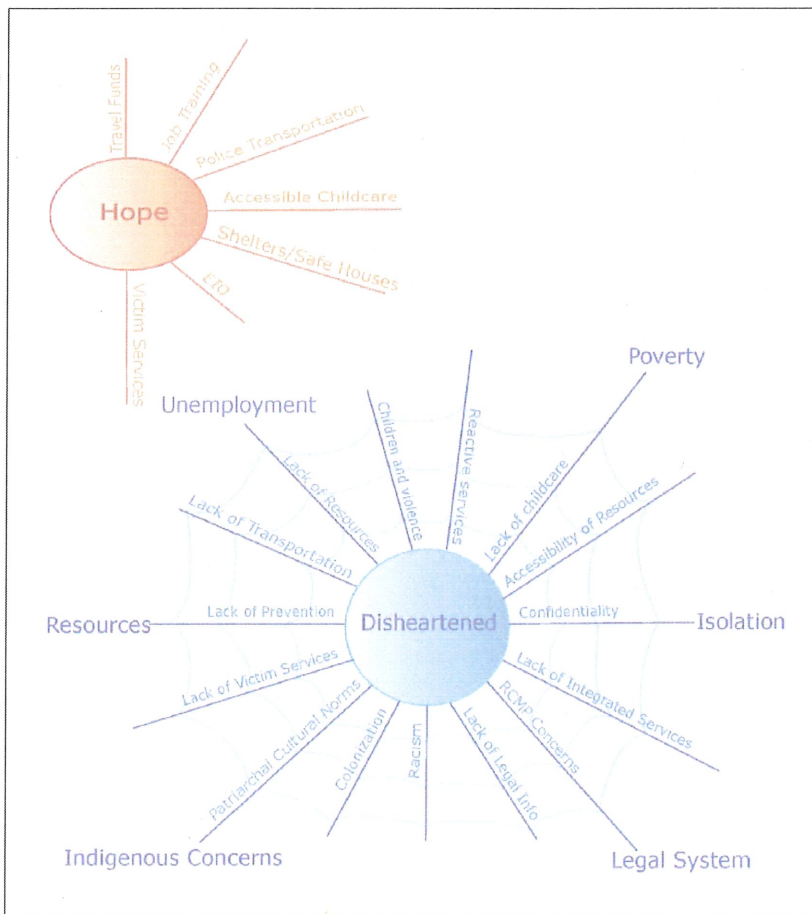 Travel Funds
Job Training
Police Transportation
Accessible Childcare
Hope
Shelters/Safe Houses
ETO
Victim Services
Poverty
Unemployment
Children and violence
Reactive services
Lack of Resources
Lack of childcare
Lack of Transportation
Accessibility of Resources
Resources
Lack of Prevention
Disheartened
Confidentiality
Isolation
Lack of Victim Services
Lack of Integrated Services
Patriarchal Cultural Norms
Colonization
Racism
Lack of Legal Info
RCMP Concerns
Indigenous Concerns
Legal System